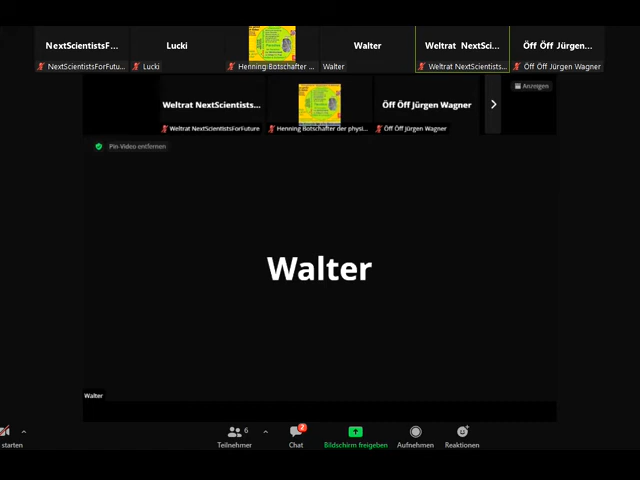 NextScientistsF...
Lucki
Walter
Weltrat NextSci...
Öff Öff Jürgen...
NextScientistsForFutu...
Lucki
Henning Botschafter ...
Walter
Weltrat NextScientists...
Öff Öff Jürgen Wagner
Weltrat NextScientists...
Öff Öff Jürgen Wagner
Anzeigen
Weltrat NextScientistsForFuture
Henning Botschafter der physi...
Öff Öff Jürgen Wagner
Pin-Video entfernen
Walter
Walter
starten
6
Teilnehmer
2
Chat
Bildschirm freigeben
Aufnehmen
Reaktionen